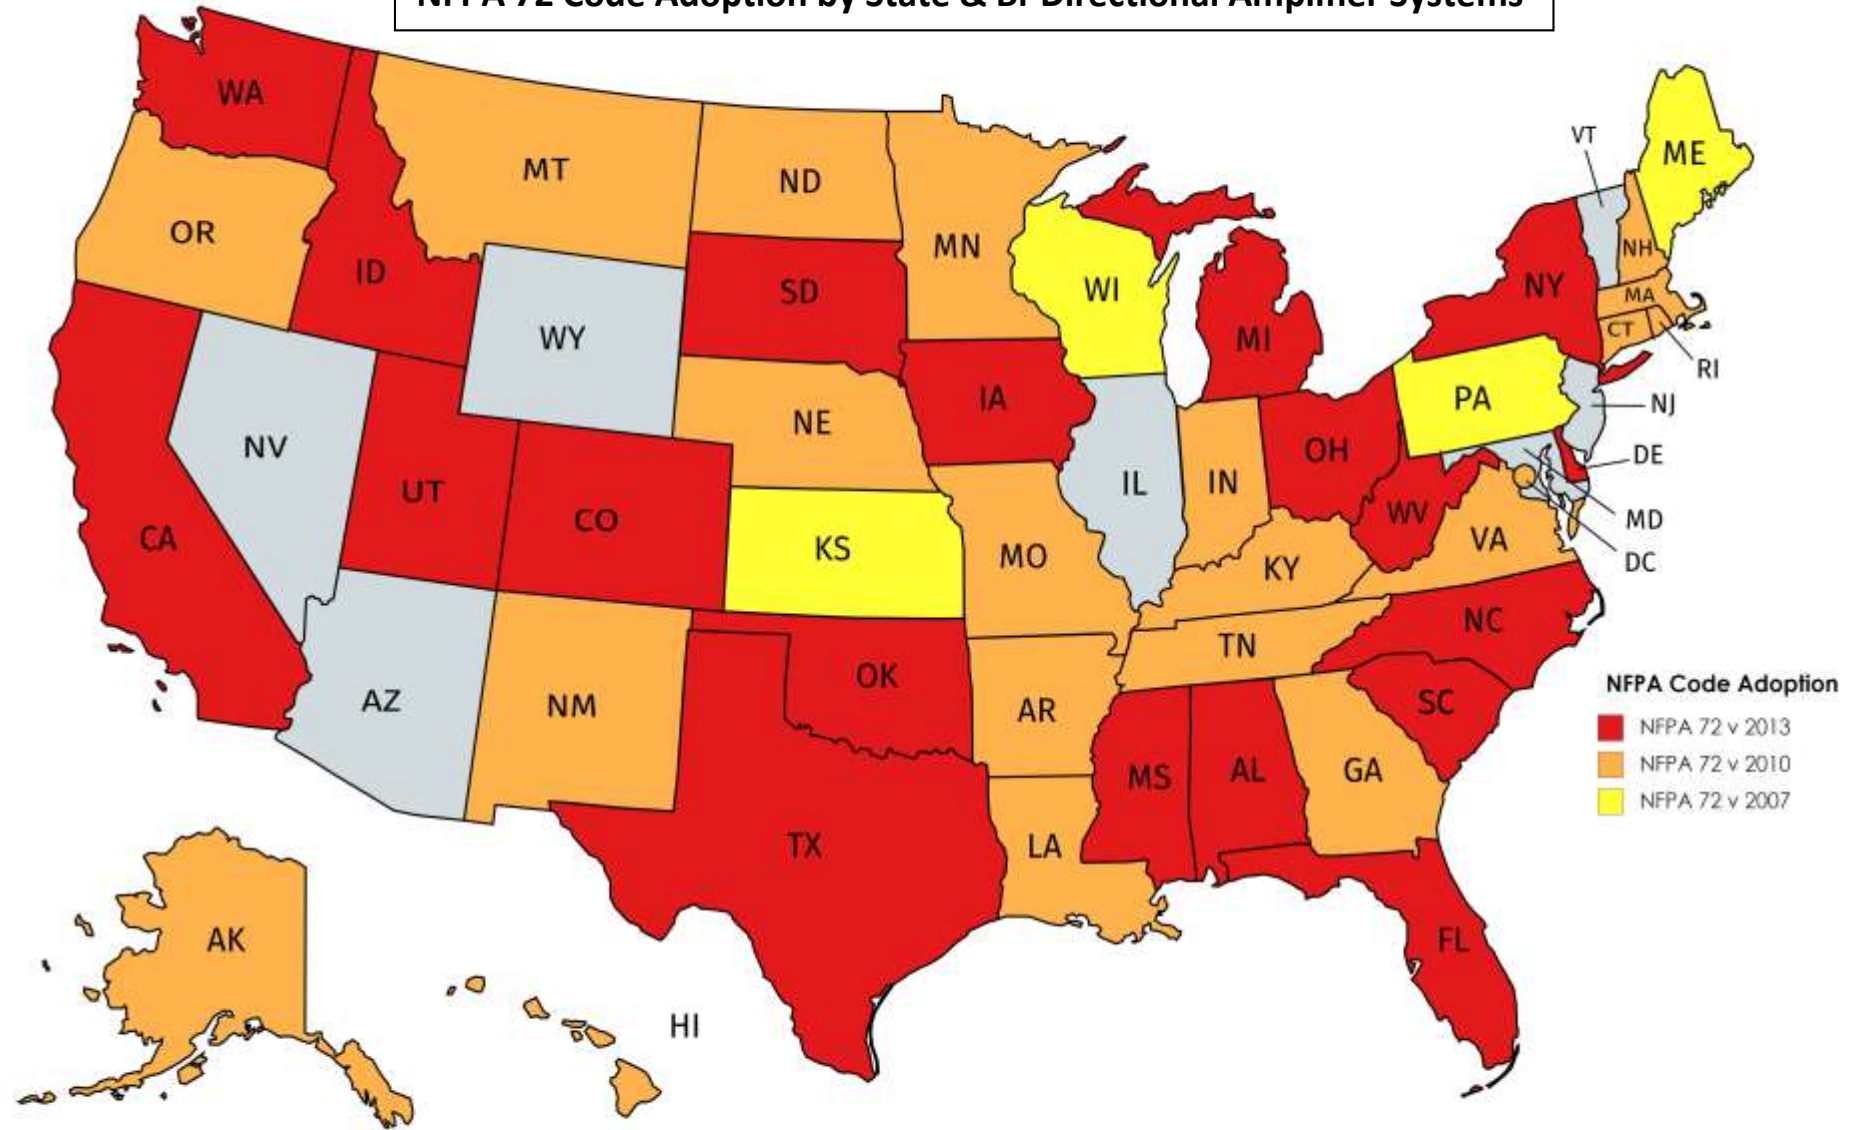 NFPA 72 Code Adoption by State & Bi-Directional Amplifier Systems
WA
MT
ND
MN
VT
ME
OR
ID
SD
WI
NH
NY
MA
WY
MI
CT
RI
NE
IA
PA
NJ
NV
UT
CO
IL
IN
OH
DE
WV
MD
CA
KS
MO
KY
VA
DC
AZ
NM
OK
AR
TN
NC
SC
NFPA Code Adoption
NFPA 72 v 2013
NFPA 72 v 2010
NFPA 72 v 2007
TX
LA
MS
AL
GA
AK
HI
FL